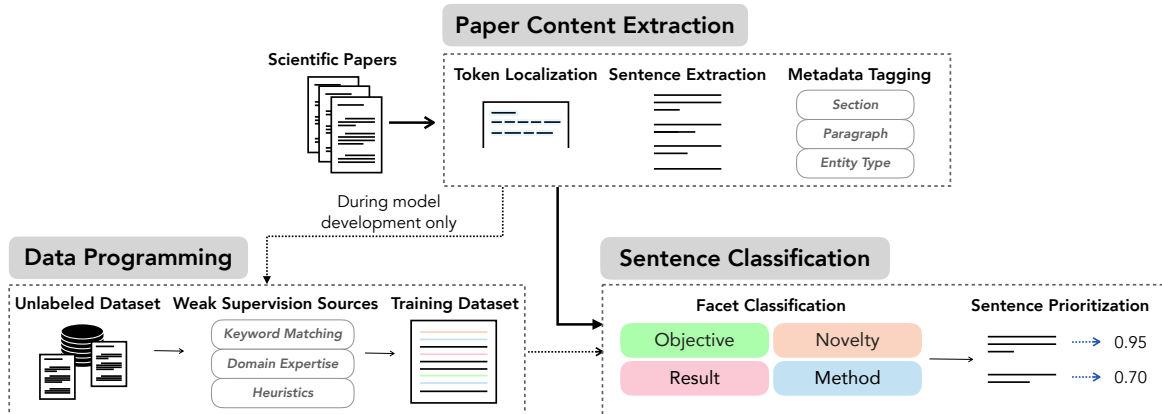 Paper Content Extraction
Scientific Papers
Token Localization
Sentence Extraction
Metadata Tagging
Section
Paragraph
Entity Type
During model
development only
Data Programming
Unlabeled Dataset
Weak Supervision Sources
Training Dataset
Keyword Matching
Domain Expertise
Heuristics
Sentence Classification
Facet Classification
Objective
Novelty
Result
Method
Sentence Prioritization
0.95
0.70